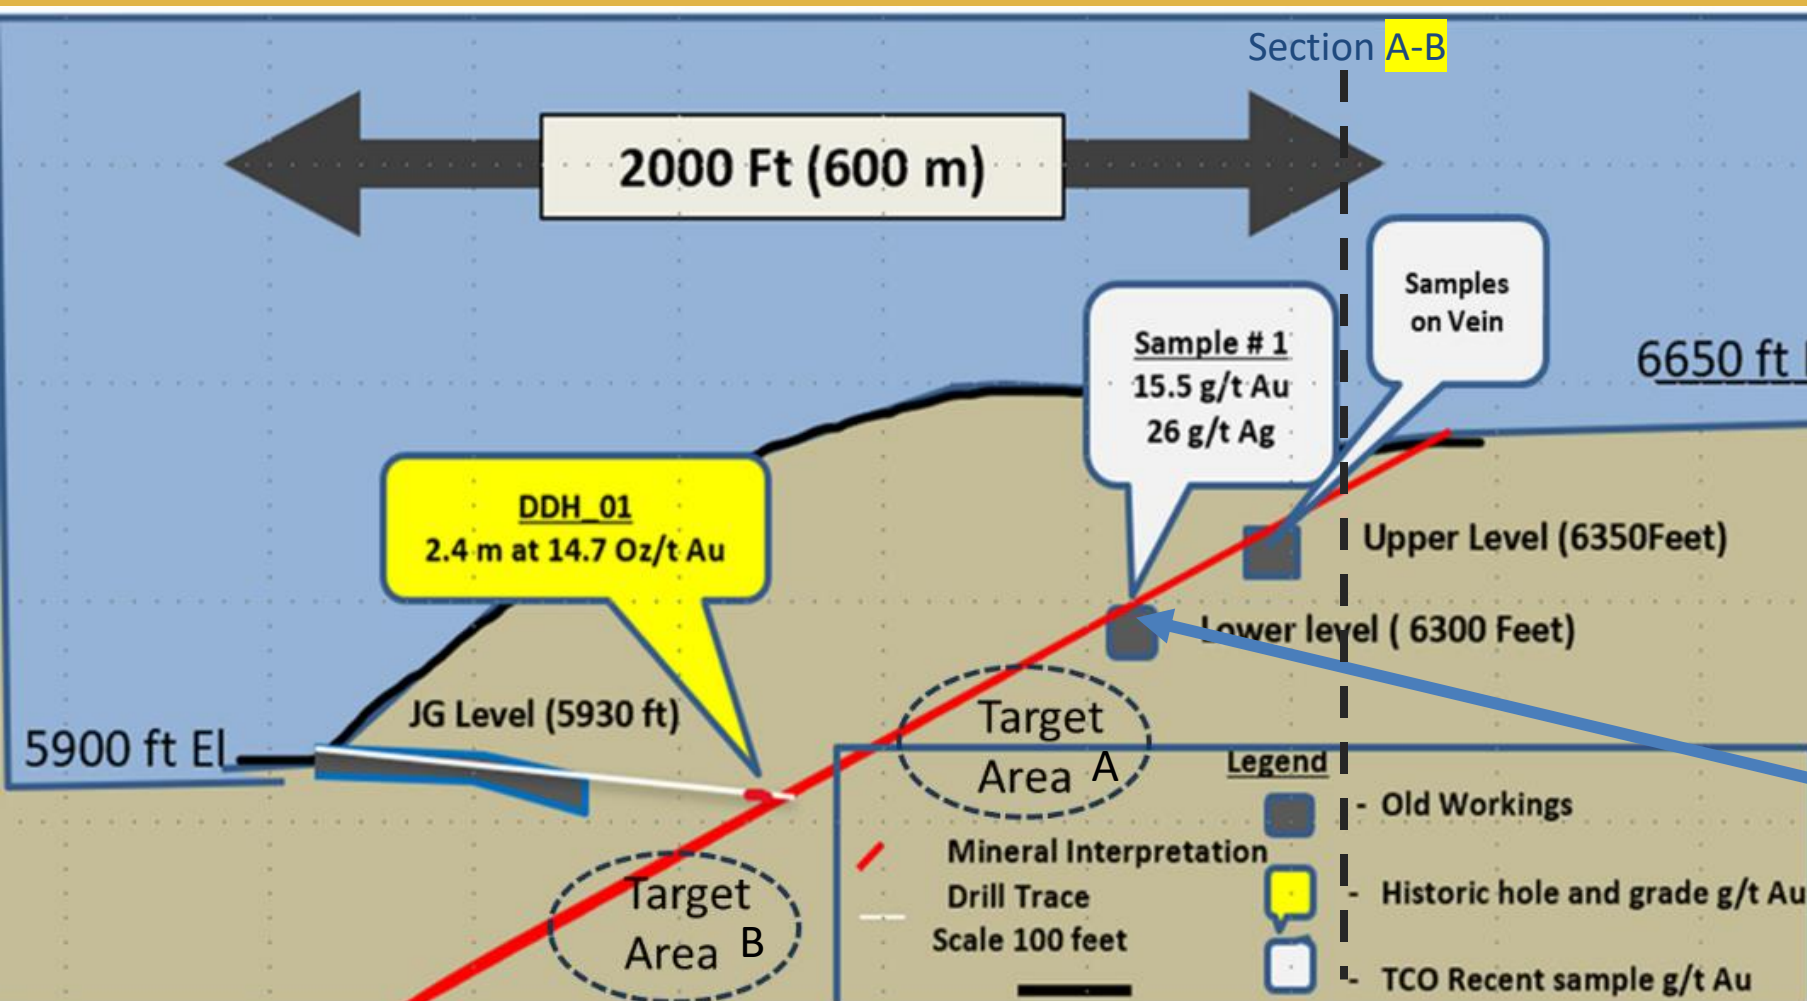 Section A-B
2000 Ft (600 m)
Samples
on Vein
Sample # 1
15.5 g/t Au
26 g/t Ag
6650 ft
DDH_01
2.4 m at 14.7 Oz/t Au
Upper Level (6350Feet)
Lower level ( 6300 Feet)
JG Level (5930 ft)
5900 ft El
Target
Area A
Target
Area B
Legend
- Old Workings
Mineral Interpretation
- Historic hole and grade g/t Au
Drill Trace
Scale 100 feet
- TCO Recent sample g/t Au